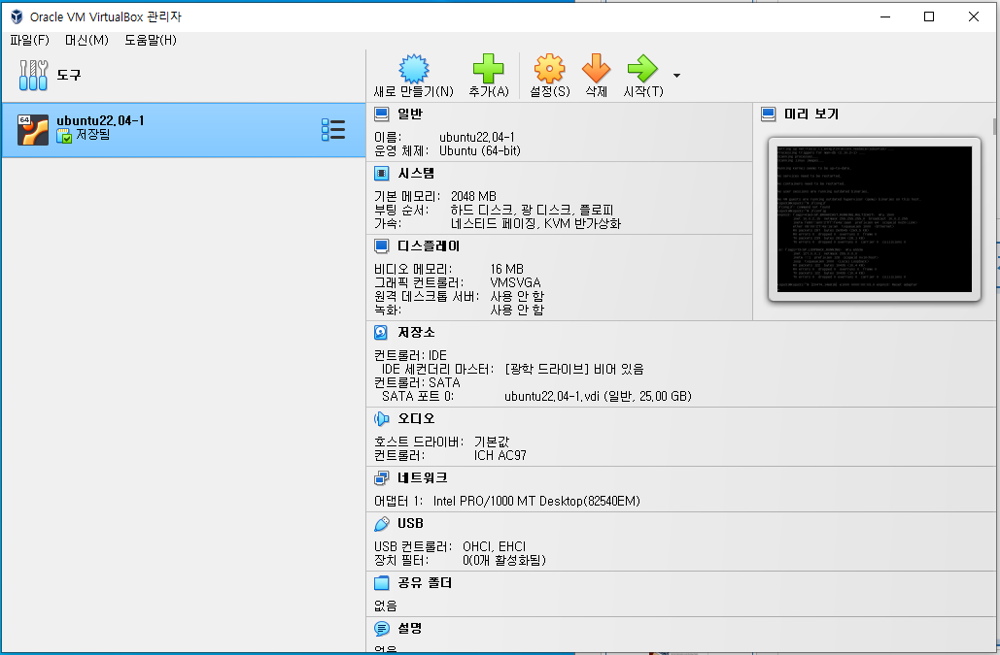 Oracle VM VirtualBox 관리자
파일(F) 머신(M) 도움말(H)
도구
새로 만들기(N) 추가(A) 설정(S) 삭제 시작(T)
64
ubuntu22.04-1
저장됨
일반
이름: ubuntu22.04-1
운영 체제: Ubuntu (64-bit)
미리 보기
시스템
기본 메모리: 2048 MB
부팅 순서: 하드 디스크, 광 디스크, 플로피
가속: 네스티드 페이징, KVM 반가상화
디스플레이
비디오 메모리: 16 MB
그래픽 컨트롤러: VMSVGA
원격 데스크톱 서버: 사용 안 함
녹화: 사용 안 함
저장소
컨트롤러: IDE
IDE 세컨더리 마스터: [광학 드라이브] 비어 있음
컨트롤러: SATA
SATA 포트 0: ubuntu22.04-1.vdi (일반, 25.00 GB)
오디오
호스트 드라이버: 기본값
컨트롤러: ICH AC97
네트워크
어댑터 1: Intel PRO/1000 MT Desktop(82540EM)
USB
USB 컨트롤러: OHCI, EHCI
장치 필터: 0(0개 활성화됨)
공유 폴더
없음
설명
없음